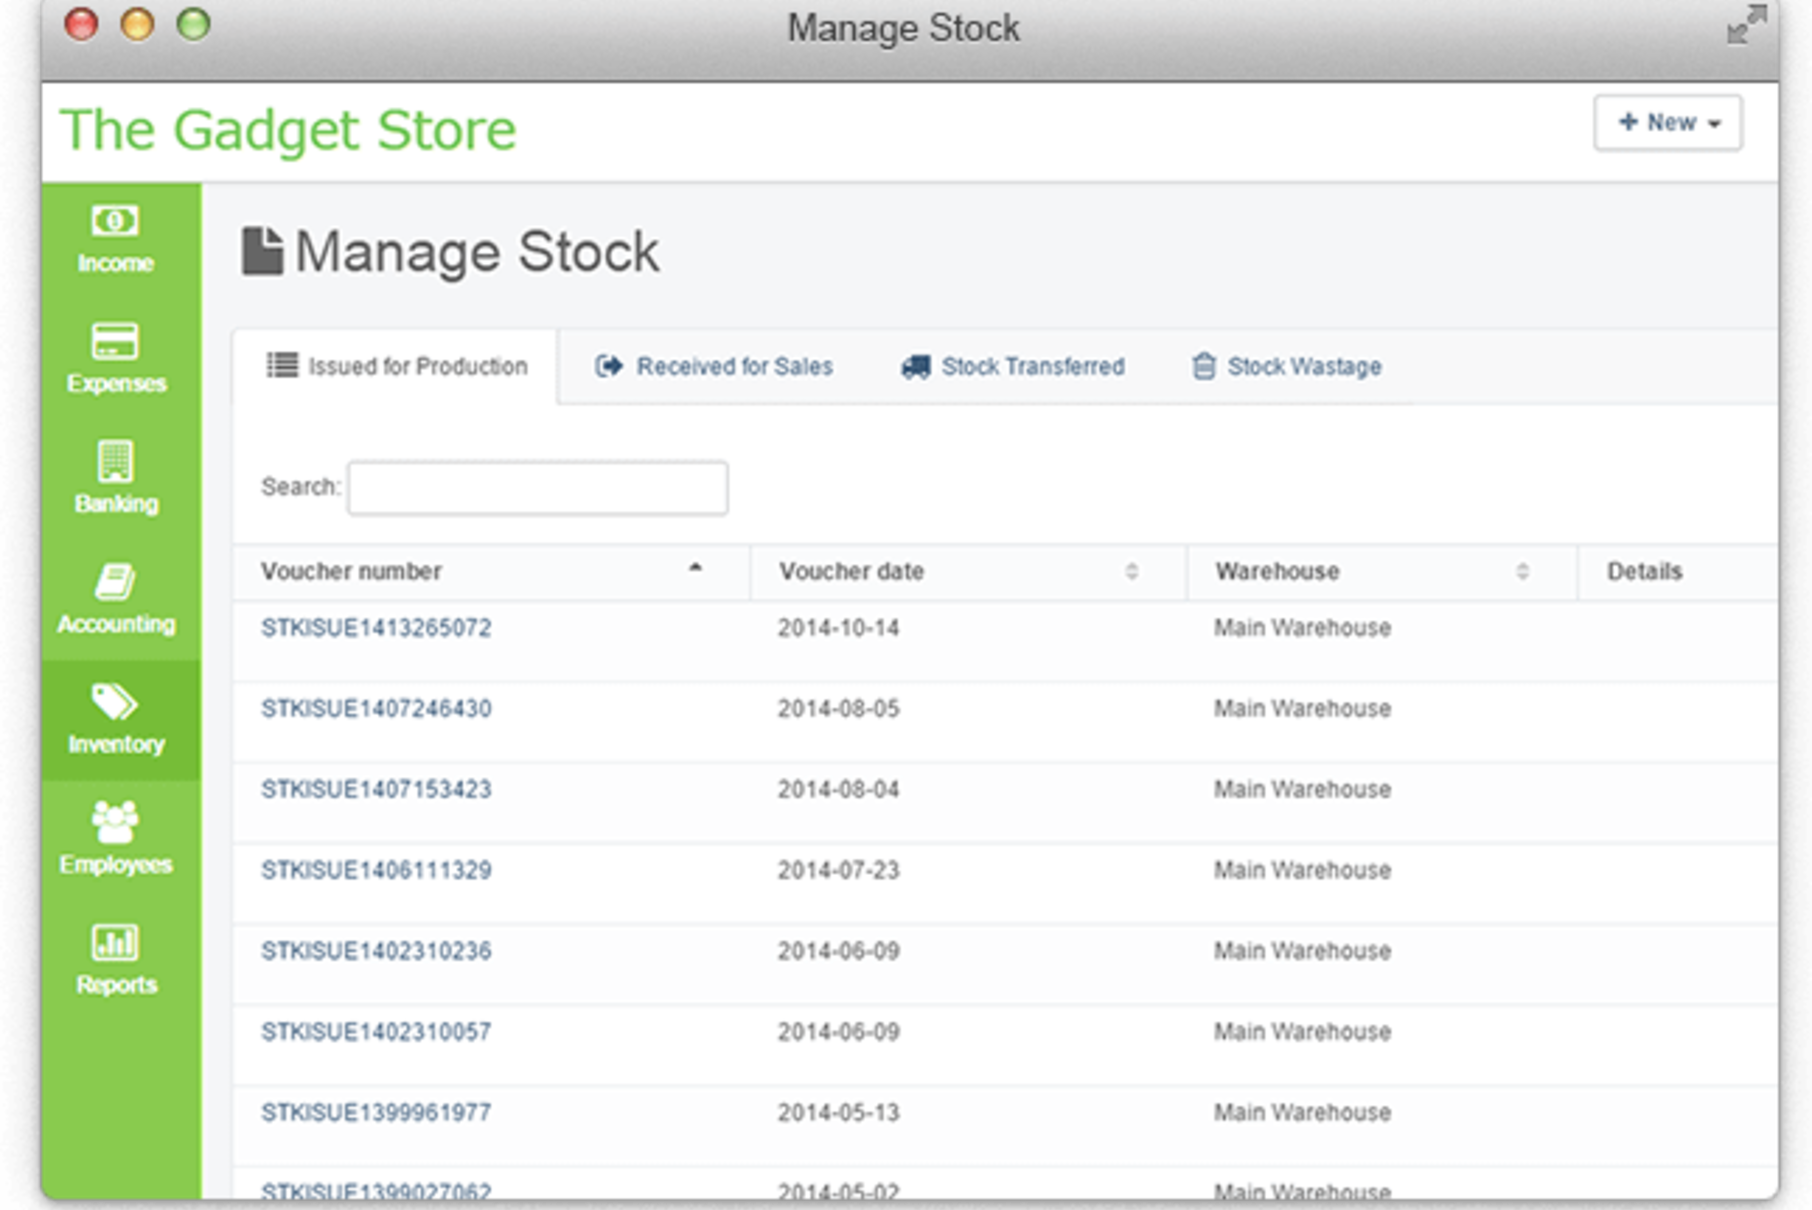 Manage Stock
The Gadget Store
+ New
Income
Expenses
Banking
Accounting
Inventory
Employees
Reports
Manage Stock
Issued for Production Received for Sales Stock Transferred Stock Wastage
Search:
Voucher number Voucher date Warehouse Details
STKISUE1413265072 2014-10-14 Main Warehouse
STKISUE1407246430 2014-08-05 Main Warehouse
STKISUE1407153423 2014-08-04 Main Warehouse
STKISUE1406111329 2014-07-23 Main Warehouse
STKISUE1402310236 2014-06-09 Main Warehouse
STKISUE1402310057 2014-06-09 Main Warehouse
STKISUE1399961977 2014-05-13 Main Warehouse
STKISUE1399027062 2014-05-02 Main Warehouse